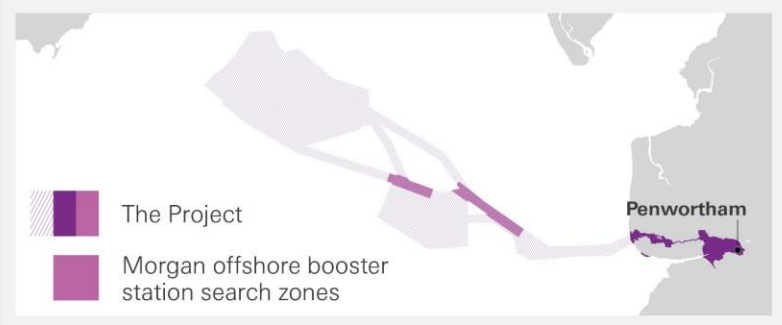 Penwortham
The Project
Morgan offshore booster
station search zones